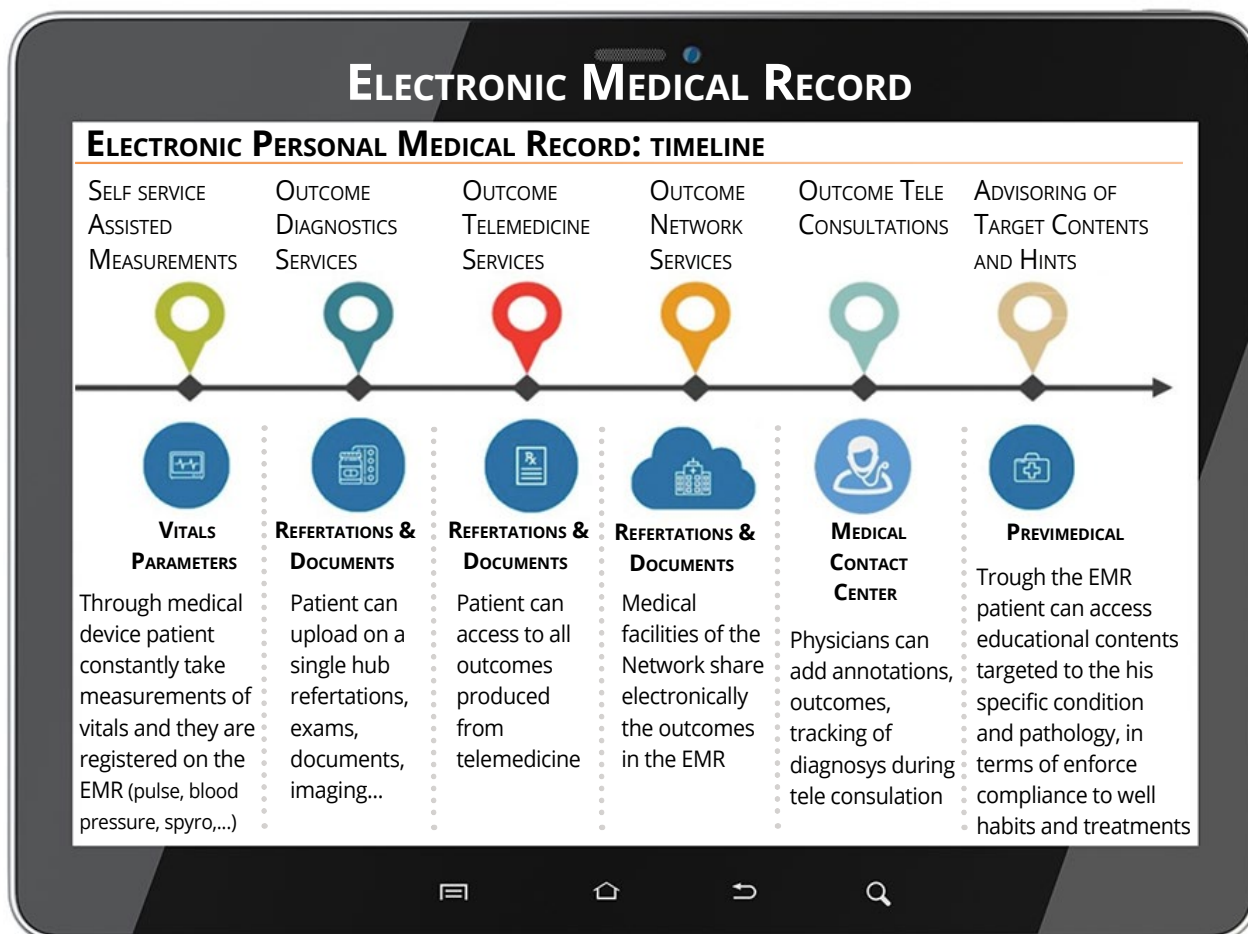 Electronic Medical Record
Electronic Personal Medical Record: timeline
Self service
Assisted
Measurements
Outcome
Diagnostics
Services
Outcome
Telemedicine
Services
Outcome
Network
Services
Outcome Tele
Consultations
Advisoring of
Target Contents
and Hints
Rx
Vitals
Parameters
Through medical
device patient
constantly take
measurements of
vitals and they are
registered on the
EMR (pulse, blood
pressure, spyro,...)
Refertations &
Documents
Patient can
upload on a
single hub
refertations,
exams,
documents,
imaging...
Refertations &
Documents
Patient can
access to all
outcomes
produced
from
telemedicine
Refertations &
Documents
Medical
facilities of the
Network share
electronically
the outcomes
in the EMR
Medical
Contact
Center
Physicians can
add annotations,
outcomes,
tracking of
diagnosys during
tele consulation
Previmedical
Trough the EMR
patient can access
educational contents
targeted to the his
specific condition
and pathology, in
terms of enforce
compliance to well
habits and treatments